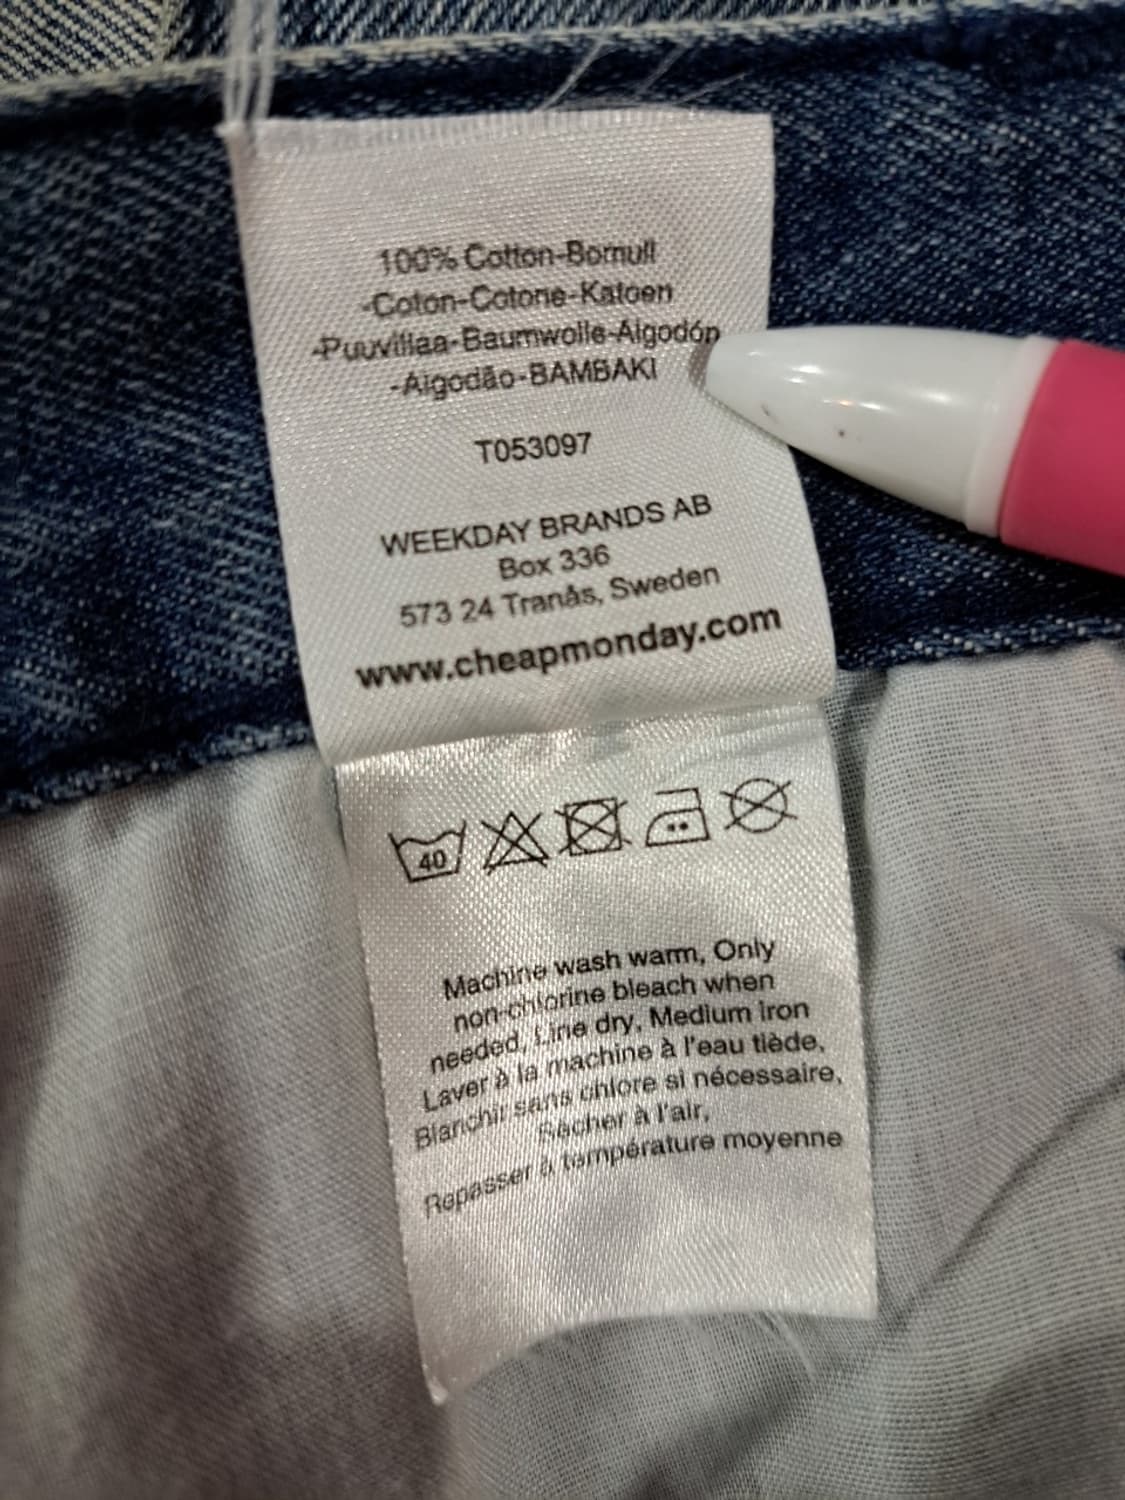 100% Cotton-Bomull
-Coton-Cotone-Katoen
-Puuvillaa-Baumwolle-Algodón
-Algodão-BAMBAKI
T053097
WEEKDAY BRANDS AB
Box 336
573 24 Tranås, Sweden
www.cheapmonday.com
40
Machine wash warm, Only
non-chlorine bleach when
needed, Line dry, Medium iron
Laver à la machine à l'eau tiède,
Blanchir sans chlore si nécessaire,
Sécher à l'air,
Repasser à température moyenne